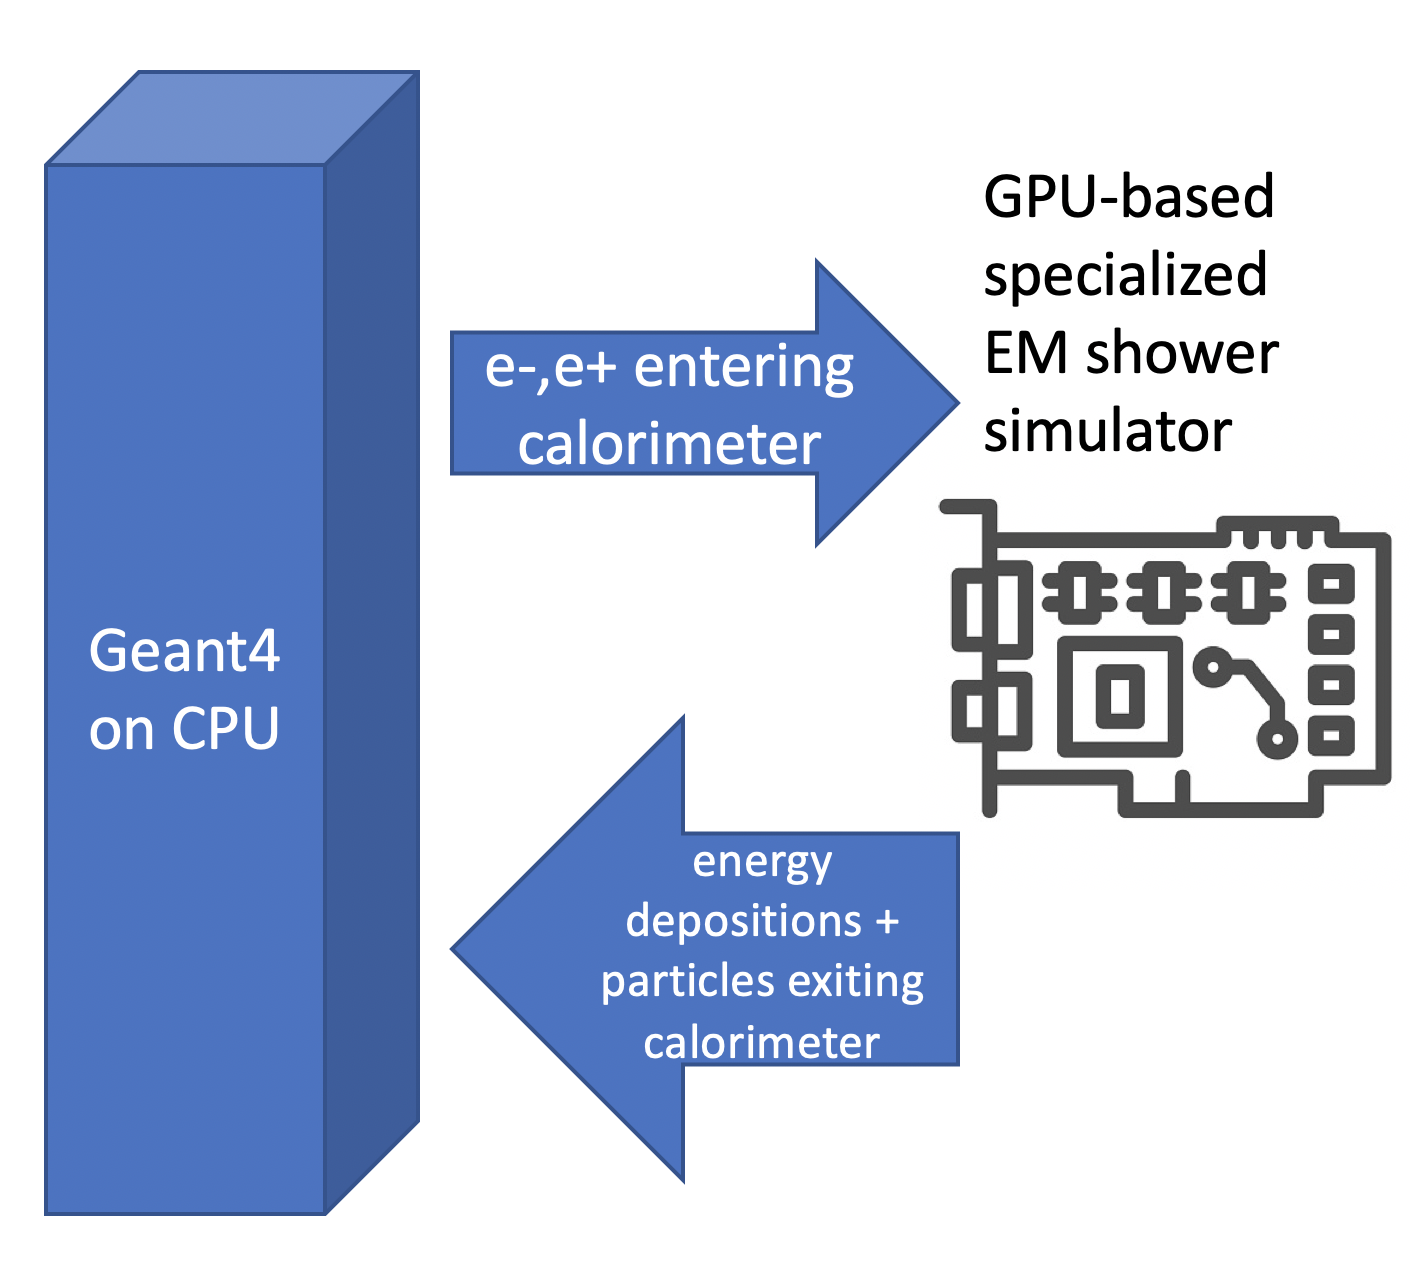 GPU-based
specialized
EM shower
simulator
e-,e+ entering
calorimeter
Geant4
on CPU
energy
depositions +
particles exiting
calorimeter